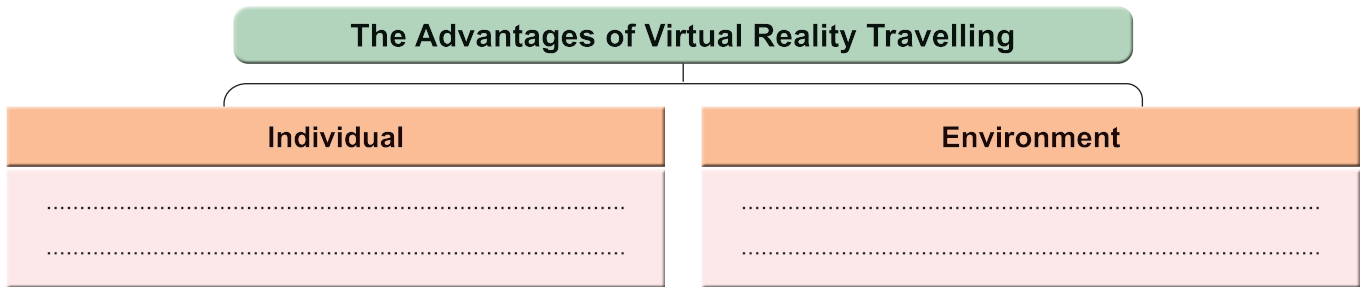 The Advantages of Virtual Reality Travelling
Individual
Environment